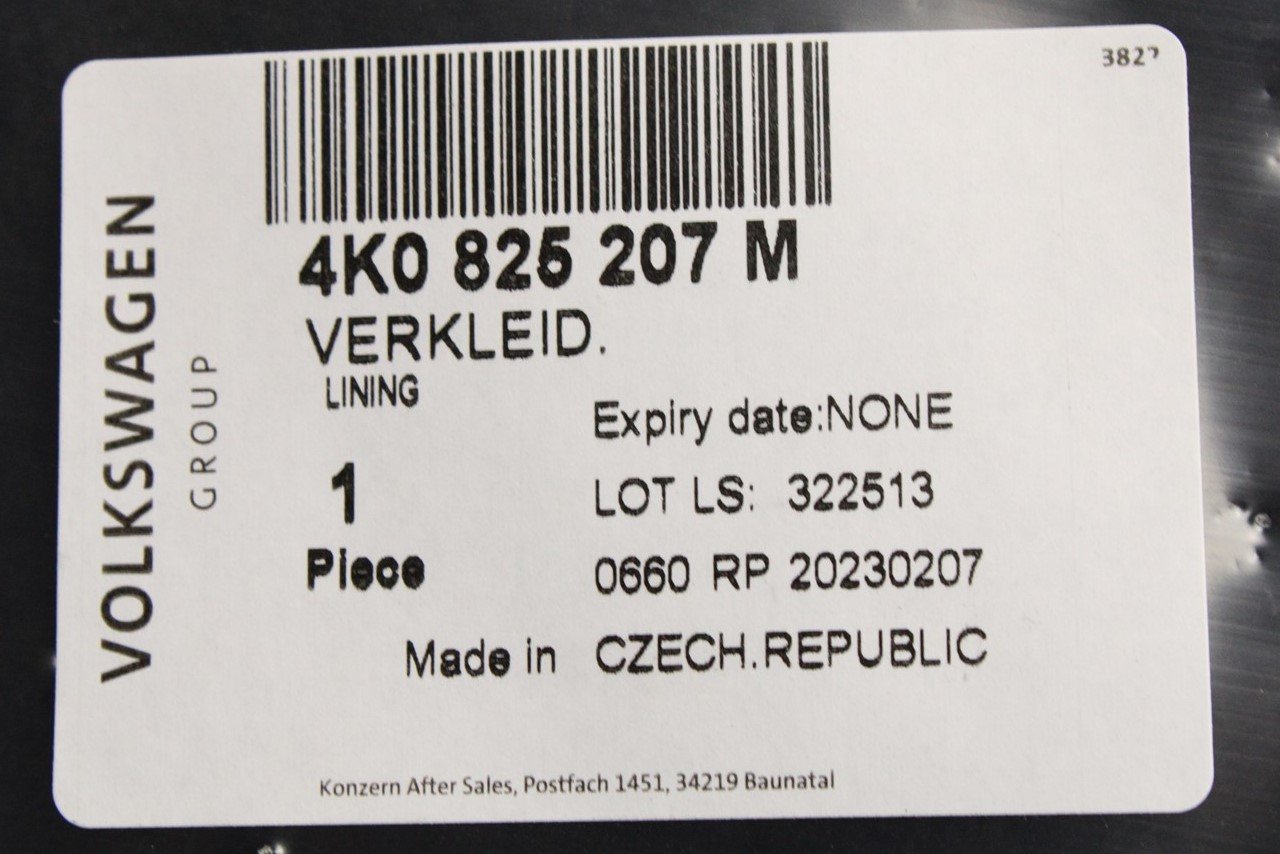 3827
VOLKSWAGEN
GROUP
4K0 825 207 M
VERKLEID.
LINING
Expiry date:NONE
1
LOT LS: 322513
Piece
0660 RP 20230207
Made in CZECH.REPUBLIC
Konzern After Sales, Postfach 1451, 34219 Baunatal